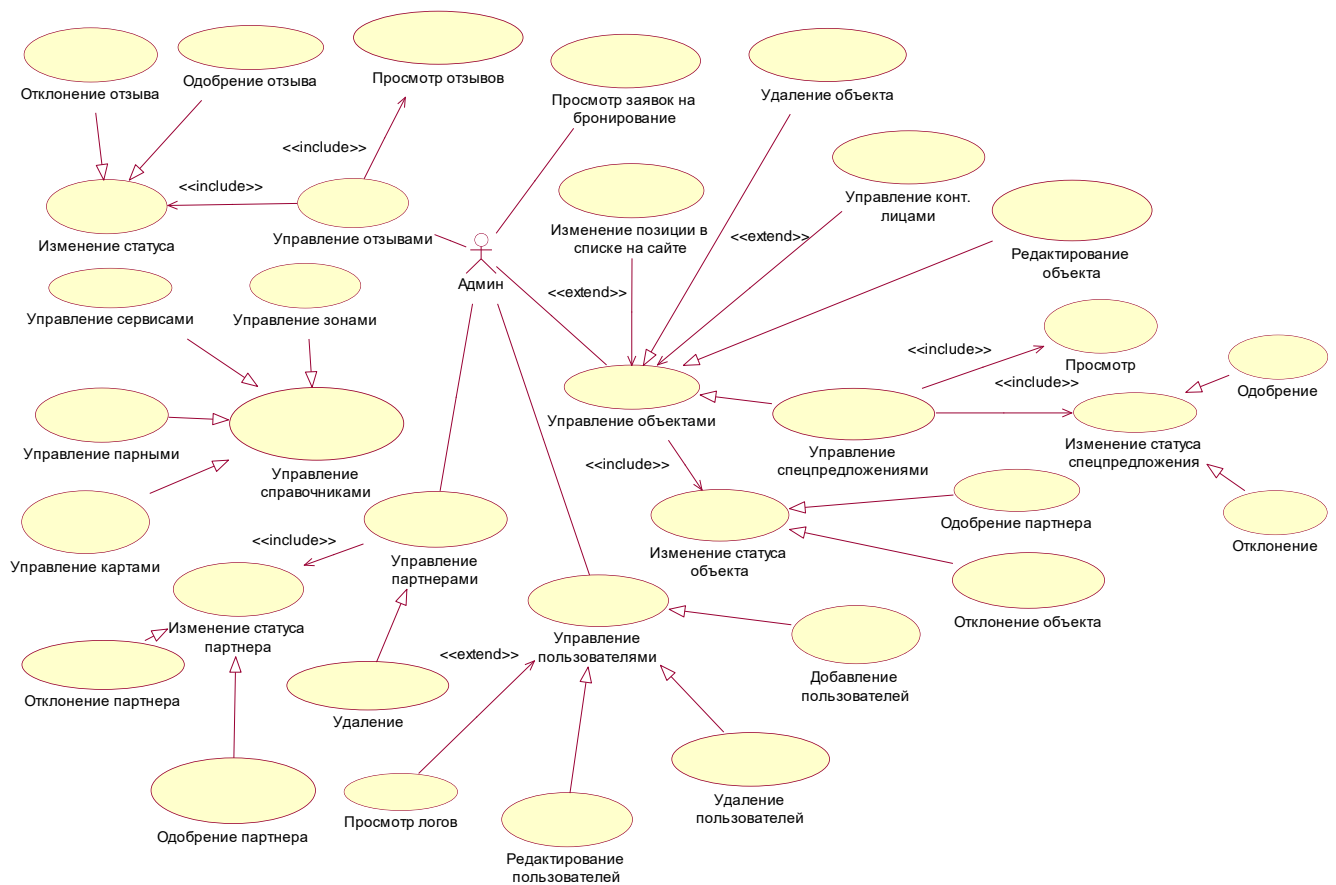 Отклонение отзыва
Одобрение отзыва
Просмотр отзывов
Просмотр заявок на
бронирование
Удаление объекта
<<include>>
<<include>>
Изменение статуса
Управление отзывами
Админ
Изменение позиции в
списке на сайте
Управление конт.
лицами
<<extend>>
<<extend>>
Редактирование
объекта
Управление сервисами
Управление зонами
Просмотр
<<include>>
<<include>>
Одобрение
Управление парными
Управление
справочниками
Управление объектами
Управление
спецпредложениями
Изменение статуса
спецпредложения
<<include>>
Одобрение партнера
Отклонение
Изменение статуса
объекта
Отклонение объекта
Управление картами
<<include>>
Управление
партнерами
Изменение статуса
партнера
Управление
пользователями
<<extend>>
Добавление
пользователей
Отклонение партнера
Удаление
Одобрение партнера
Просмотр логов
Удаление
пользователей
Редактирование
пользователей